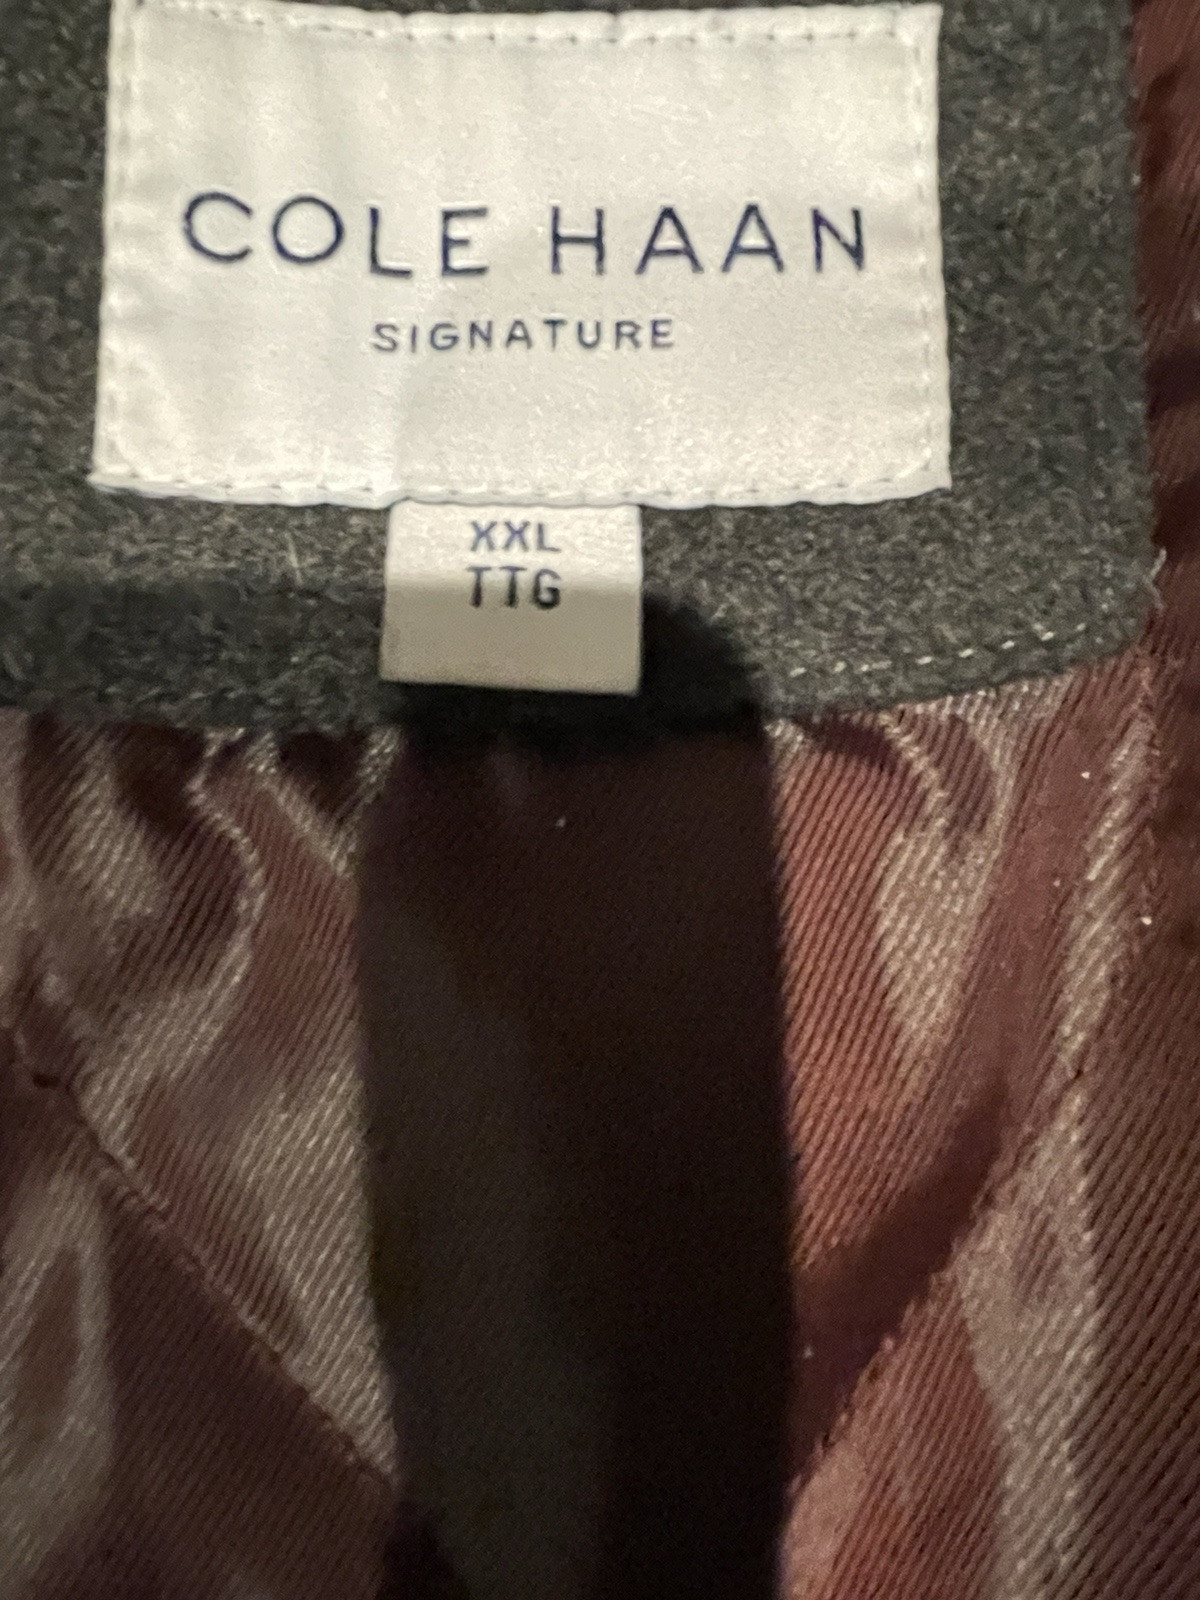 COLE HAAN
SIGNATURE
XXL
TTG